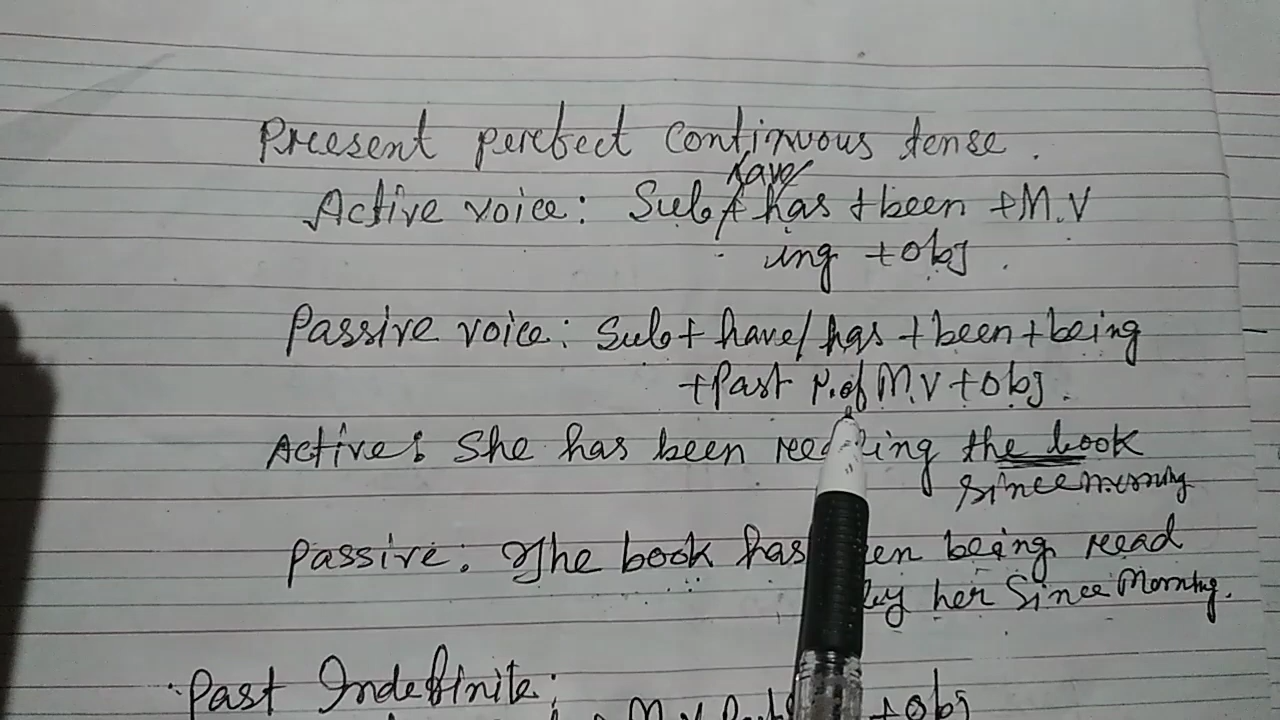 Present perfect Continuous tense.
have/
Active voice: Sub + has + been + M.V
ing + Obj.
Passive voice: Sub + have/has + been + being
+ Past P. of M.V + Obj.
Active: She has been reading the book
Since morning
Passive: The book has been being read
by her Since Morning.
Past Indefinite:
M.V + Obj